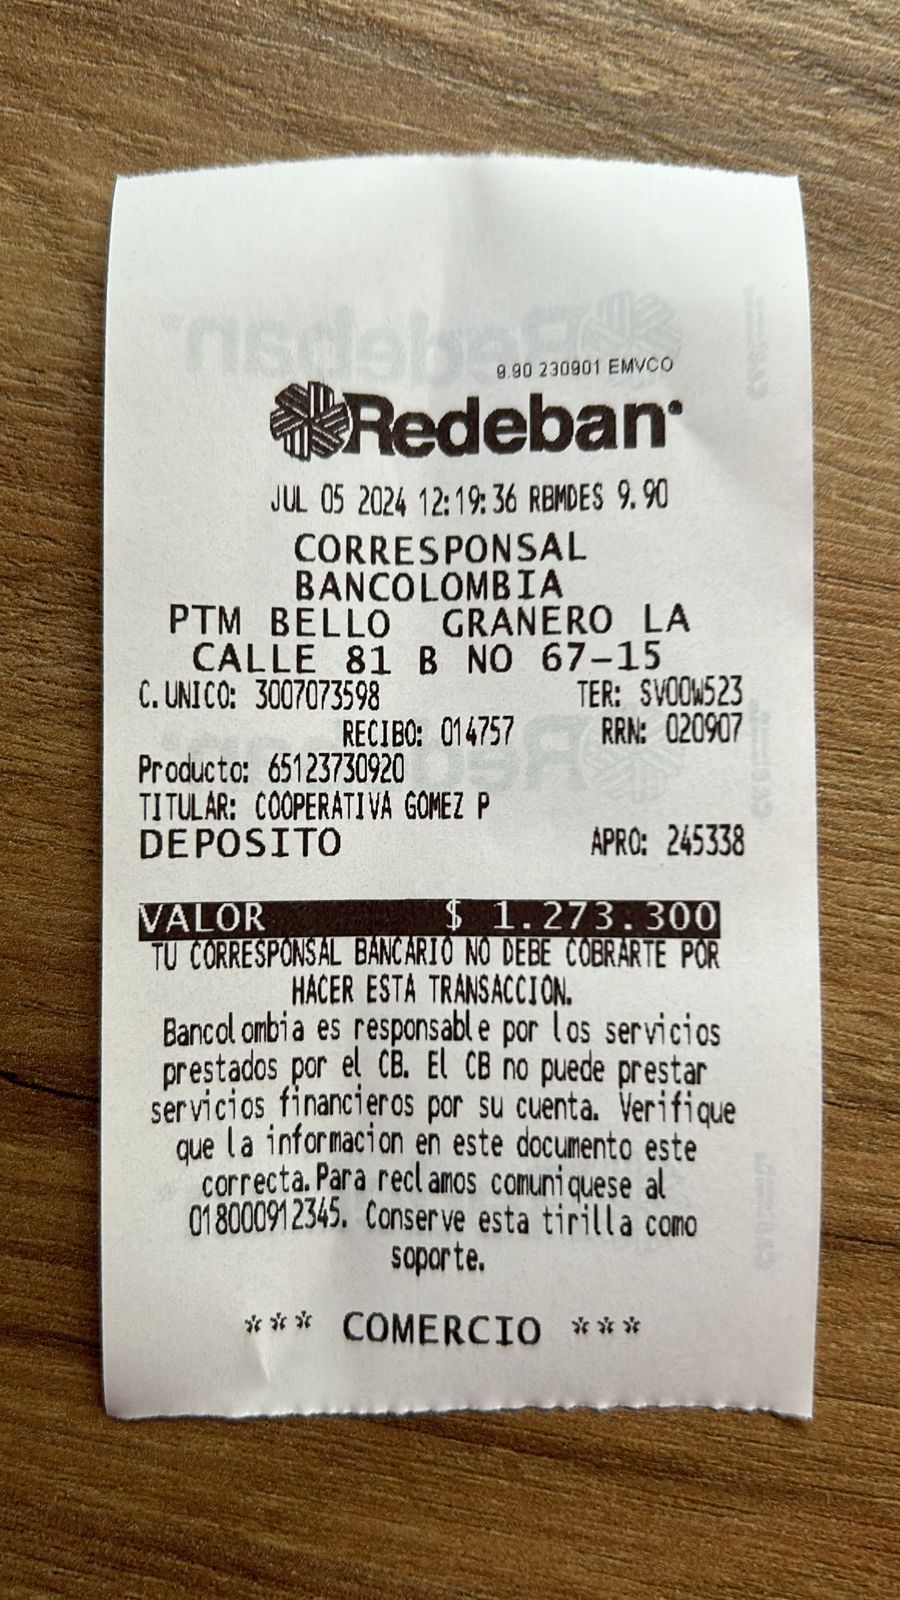 9.90 230901 EMVCO
Redeban
JUL 05 2024 12:19:36 RBMDES 9.90
CORRESPONSAL
BANCOLOMBIA
PTM BELLO GRANERO LA
CALLE 81 B NO 67-15
C.UNICO: 3007073598 TER: SV00W523
RECIBO: 014757 RRN: 020907
Producto: 65123730920
TITULAR: COOPERATIVA GOMEZ P
DEPOSITO APRO: 245338
VALOR $ 1.273.300
TU CORRESPONSAL BANCARIO NO DEBE COBRARTE POR
HACER ESTA TRANSACCION.
Bancolombia es responsable por los servicios
prestados por el CB. El CB no puede prestar
servicios financieros por su cuenta. Verifique
que la informacion en este documento este
correcta.Para reclamos comuniquese al
018000912345. Conserve esta tirilla como
soporte.
*** COMERCIO ***